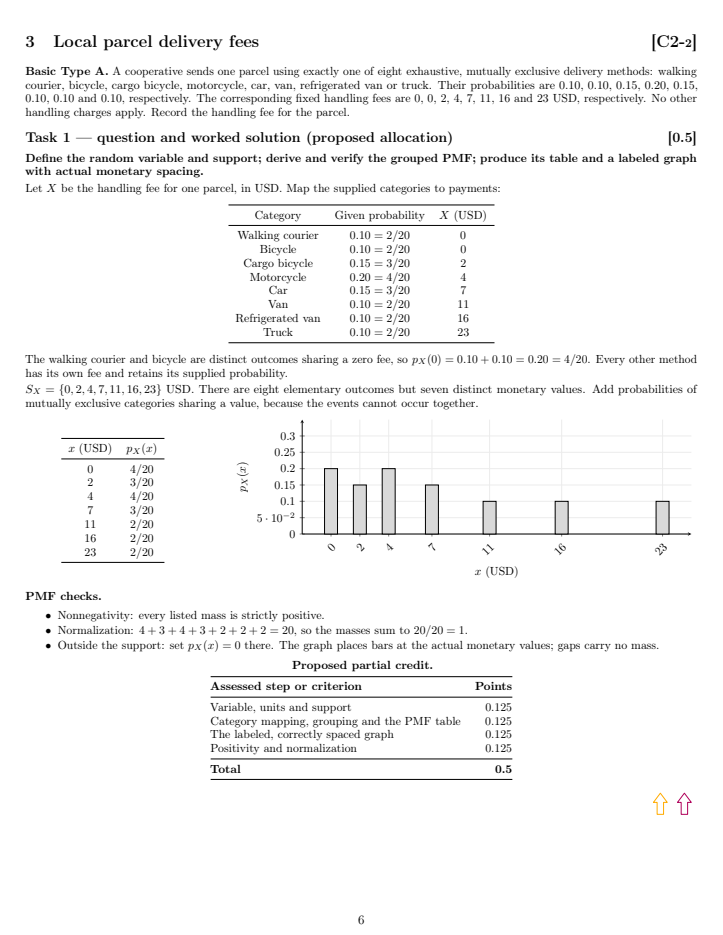 3 Local parcel delivery fees [C2-2]
Basic Type A. A cooperative sends one parcel using exactly one of eight exhaustive, mutually exclusive delivery methods: walking
courier, bicycle, cargo bicycle, motorcycle, car, van, refrigerated van or truck. Their probabilities are 0.10, 0.10, 0.15, 0.20, 0.15,
0.10, 0.10 and 0.10, respectively. The corresponding fixed handling fees are 0, 0, 2, 4, 7, 11, 16 and 23 USD, respectively. No other
handling charges apply. Record the handling fee for the parcel.
Task 1 — question and worked solution (proposed allocation) [0.5]
Define the random variable and support; derive and verify the grouped PMF; produce its table and a labeled graph
with actual monetary spacing.
Let X be the handling fee for one parcel, in USD. Map the supplied categories to payments:
Category Given probability X (USD)
Walking courier 0.10 = 2/20 0
Bicycle 0.10 = 2/20 0
Cargo bicycle 0.15 = 3/20 2
Motorcycle 0.20 = 4/20 4
Car 0.15 = 3/20 7
Van 0.10 = 2/20 11
Refrigerated van 0.10 = 2/20 16
Truck 0.10 = 2/20 23
The walking courier and bicycle are distinct outcomes sharing a zero fee, so p_X(0) = 0.10 + 0.10 = 0.20 = 4/20. Every other method
has its own fee and retains its supplied probability.
S_X = {0, 2, 4, 7, 11, 16, 23} USD. There are eight elementary outcomes but seven distinct monetary values. Add probabilities of
mutually exclusive categories sharing a value, because the events cannot occur together.
x (USD) p_X(x)
0 4/20
2 3/20
4 4/20
7 3/20
11 2/20
16 2/20
23 2/20
p_X(x)
0.3
0.25
0.2
0.15
0.1
5 · 10⁻²
0
0 2 4 7 11 16 23
x (USD)
PMF checks.
• Nonnegativity: every listed mass is strictly positive.
• Normalization: 4 + 3 + 4 + 3 + 2 + 2 + 2 = 20, so the masses sum to 20/20 = 1.
• Outside the support: set p_X(x) = 0 there. The graph places bars at the actual monetary values; gaps carry no mass.
Proposed partial credit.
Assessed step or criterion Points
Variable, units and support 0.125
Category mapping, grouping and the PMF table 0.125
The labeled, correctly spaced graph 0.125
Positivity and normalization 0.125
Total 0.5
6